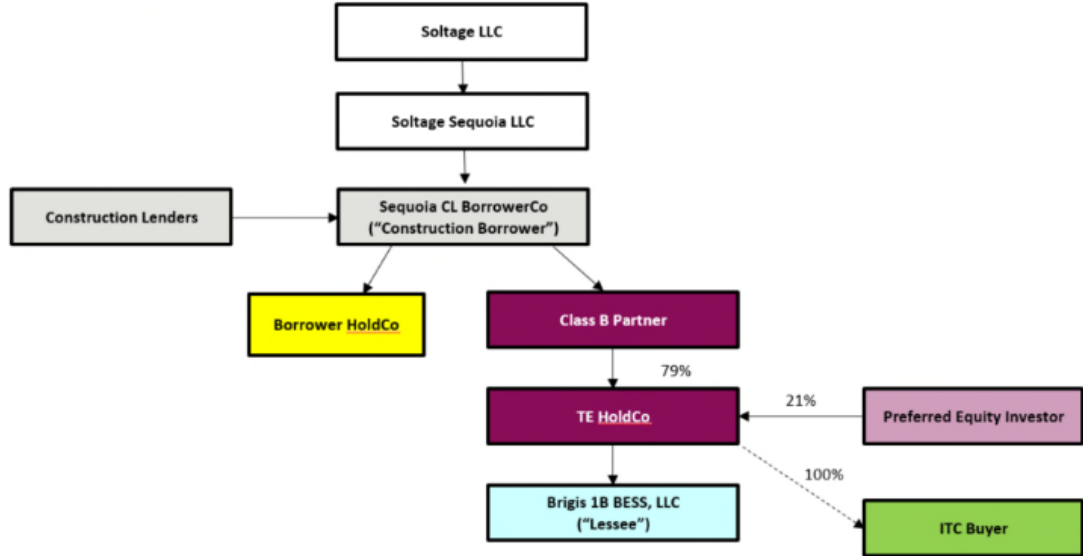 Soltage LLC
Soltage Sequoia LLC
Construction Lenders
Sequoia CL BorrowerCo
("Construction Borrower")
Borrower HoldCo
Class B Partner
79%
TE HoldCo
21%
Preferred Equity Investor
100%
Brigis 1B BESS, LLC
("Lessee")
ITC Buyer